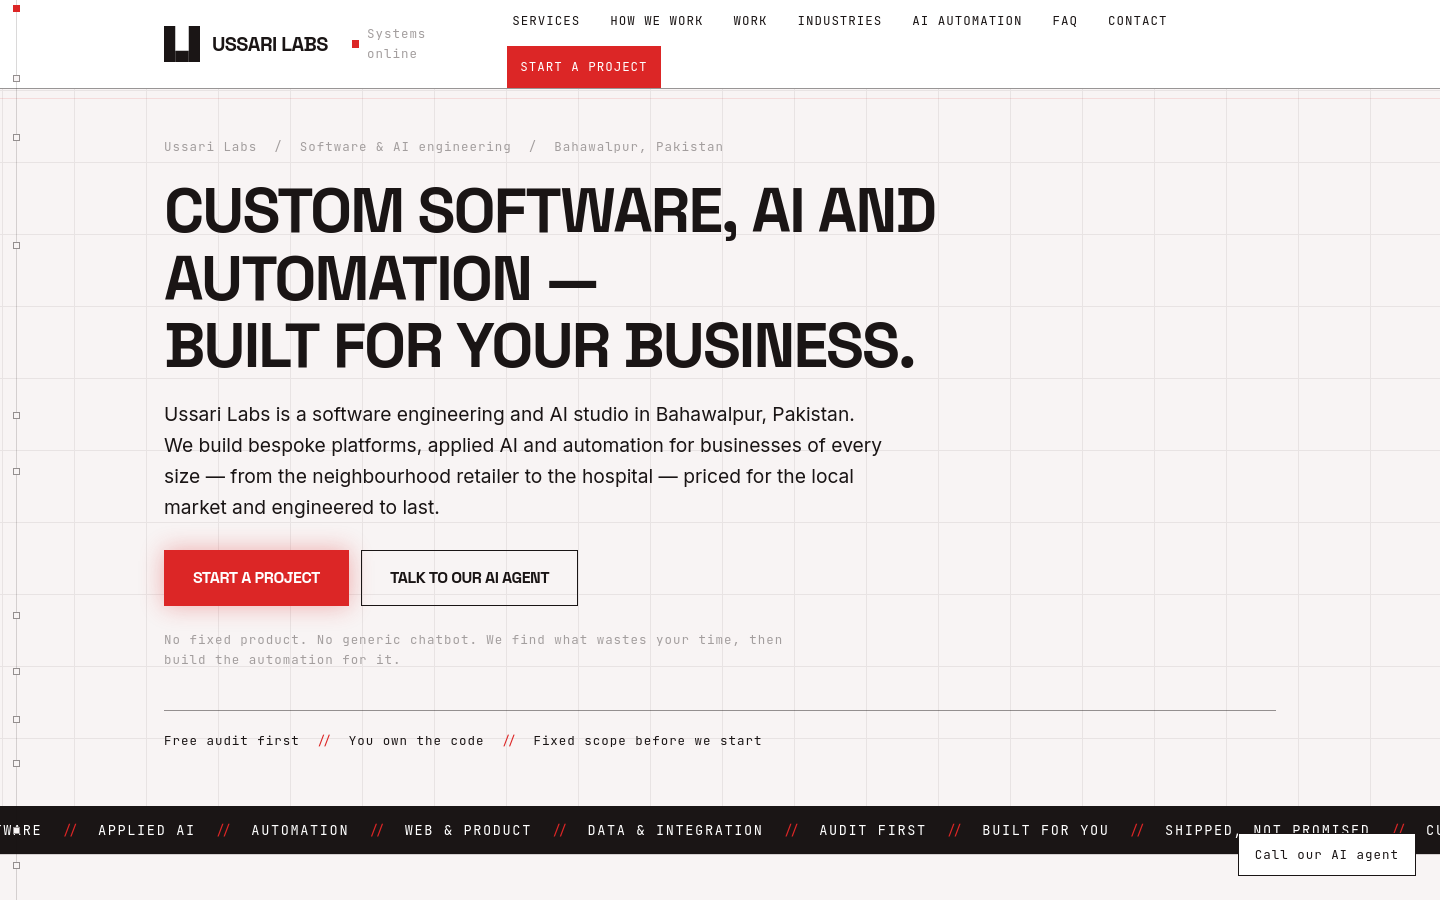 USSARI LABS
Systems
online
SERVICES HOW WE WORK WORK INDUSTRIES AI AUTOMATION FAQ CONTACT
START A PROJECT
Ussari Labs / Software & AI engineering / Bahawalpur, Pakistan
CUSTOM SOFTWARE, AI AND
AUTOMATION —
BUILT FOR YOUR BUSINESS.
Ussari Labs is a software engineering and AI studio in Bahawalpur, Pakistan.
We build bespoke platforms, applied AI and automation for businesses of every
size — from the neighbourhood retailer to the hospital — priced for the local
market and engineered to last.
START A PROJECT
TALK TO OUR AI AGENT
No fixed product. No generic chatbot. We find what wastes your time, then
build the automation for it.
Free audit first // You own the code // Fixed scope before we start
TWARE // APPLIED AI // AUTOMATION // WEB & PRODUCT // DATA & INTEGRATION // AUDIT FIRST // BUILT FOR YOU // SHIPPED, NOT PROMISED // CU
Call our AI agent